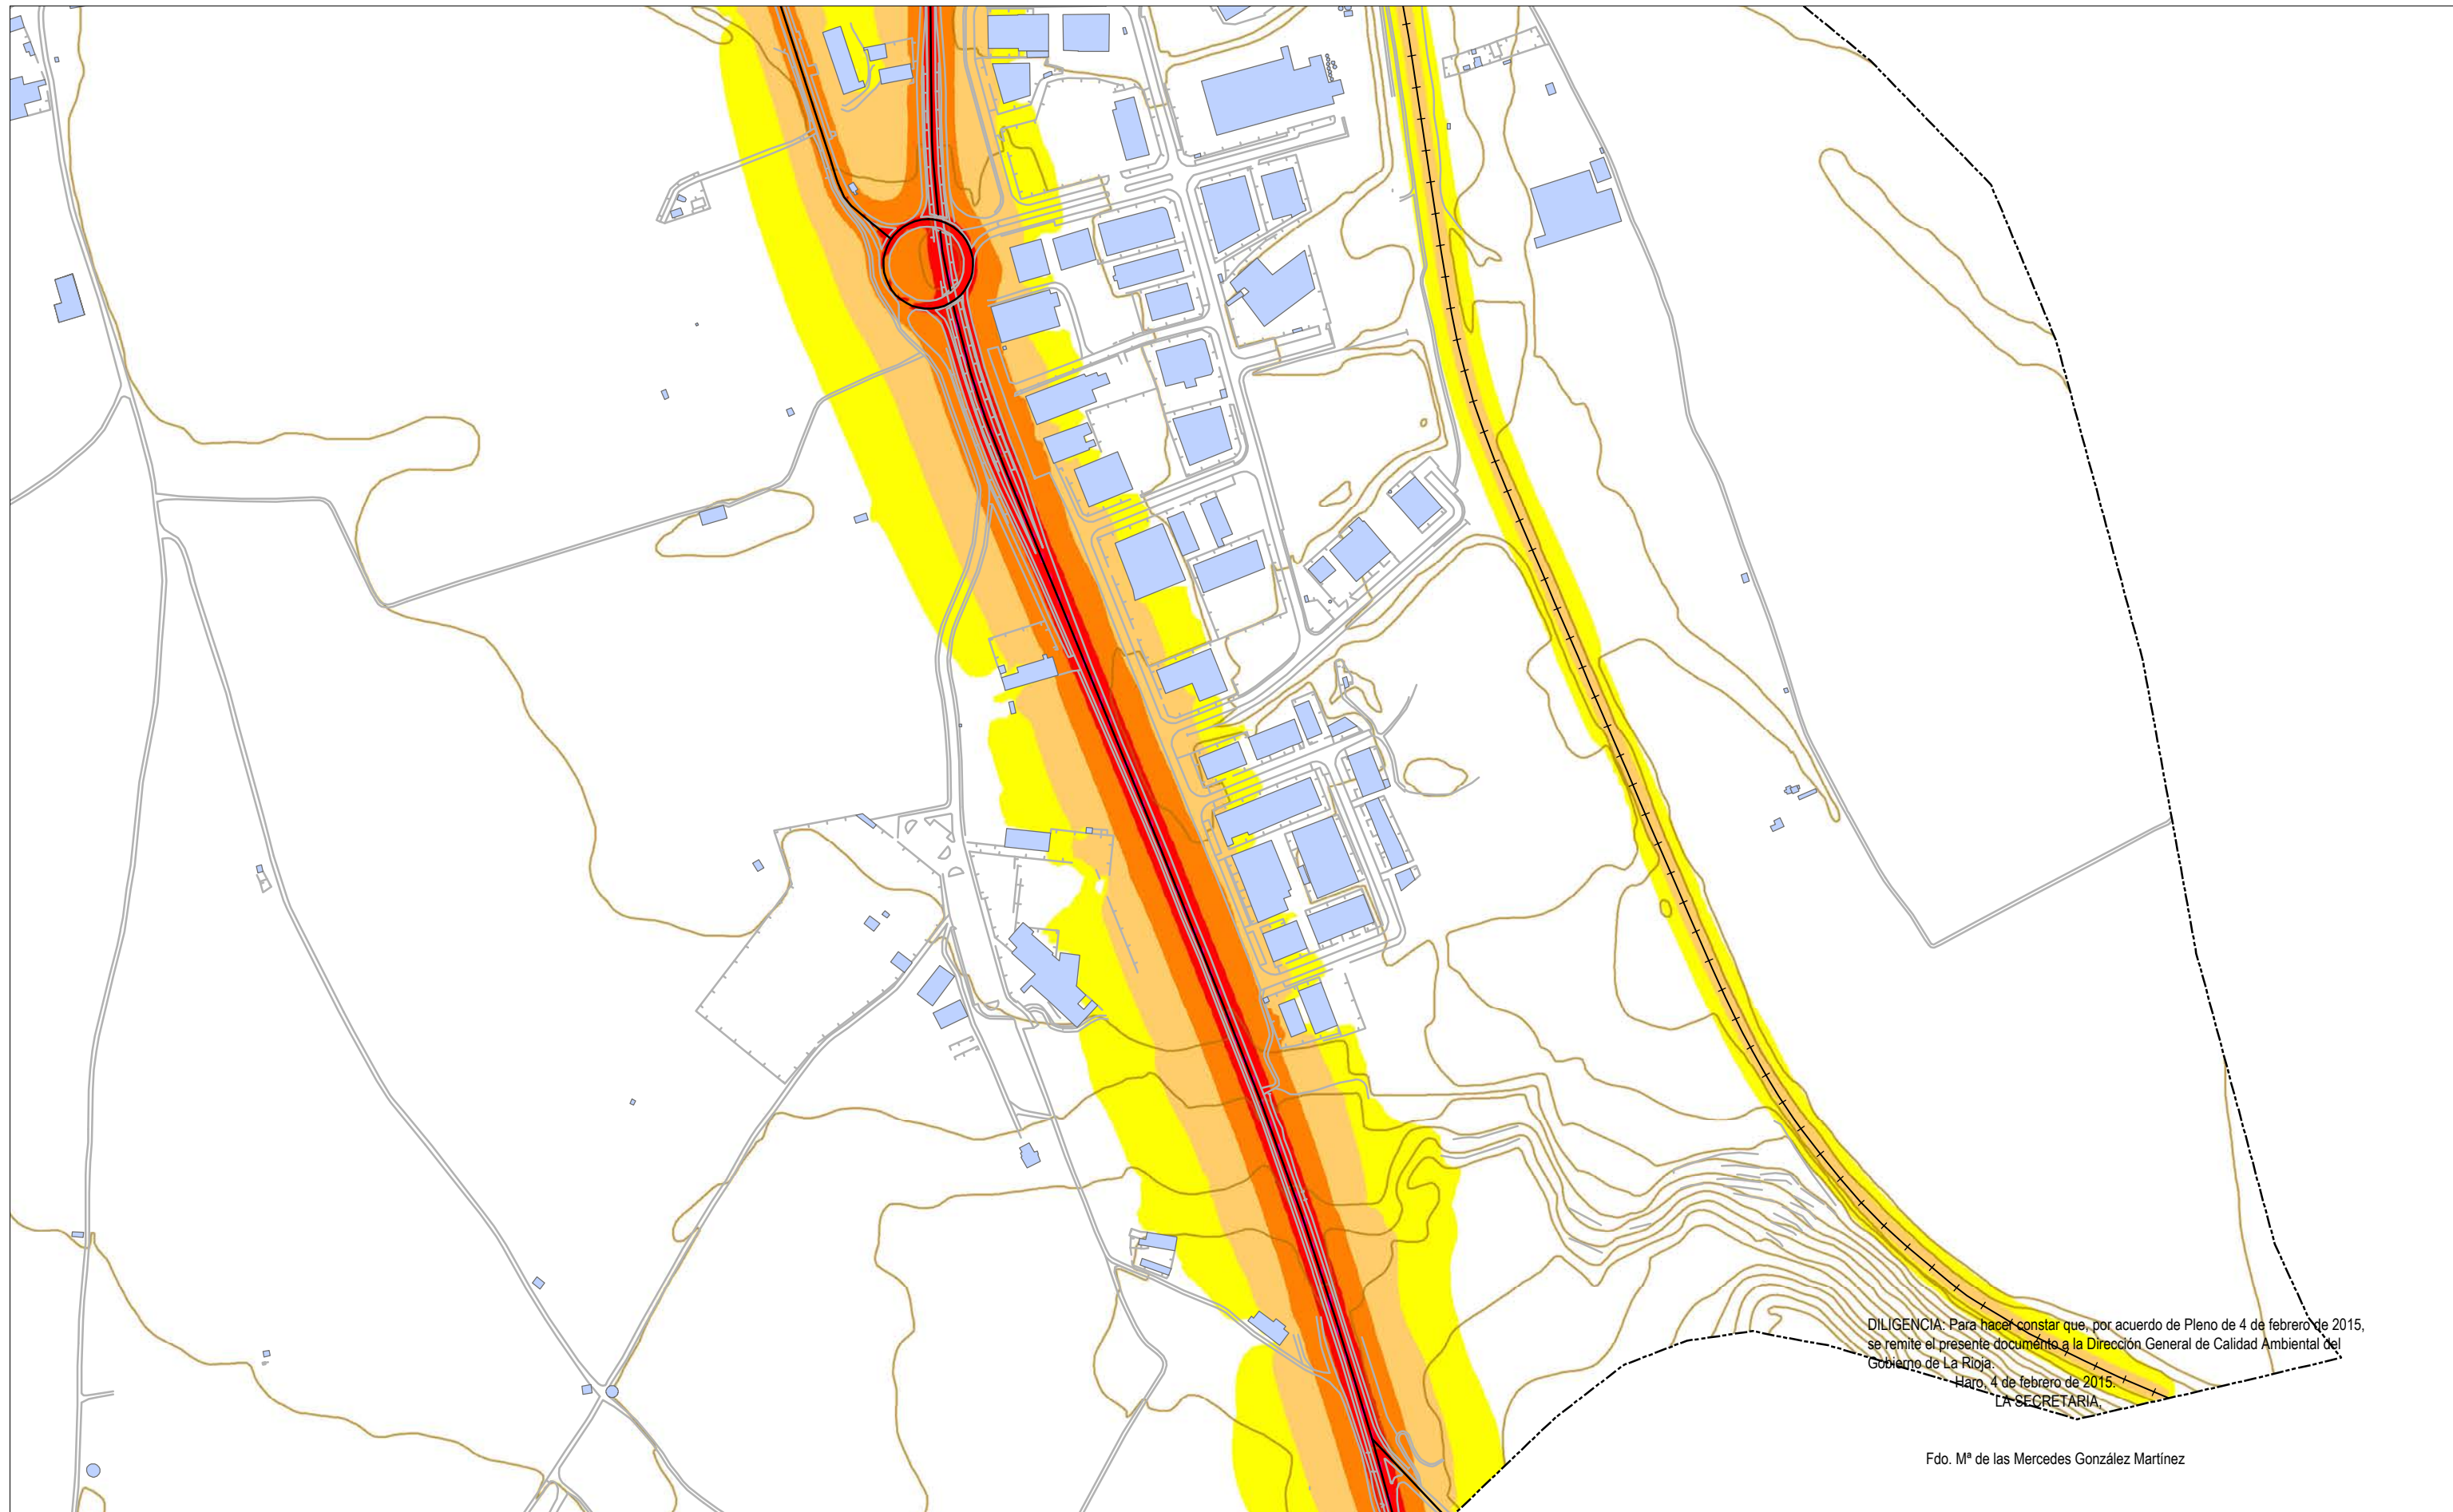 DILIGENCIA: Para hacer constar que, por acuerdo de Pleno de 4 de febrero de 2015,
se remite el presente documento a la Dirección General de Calidad Ambiental del
Gobierno de La Rioja.
Haro, 4 de febrero de 2015.
LA SECRETARIA,
Fdo. Mª de las Mercedes González Martínez